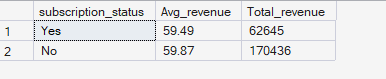 subscription_status Avg_revenue Total_revenue
1 Yes 59.49 62645
2 No 59.87 170436